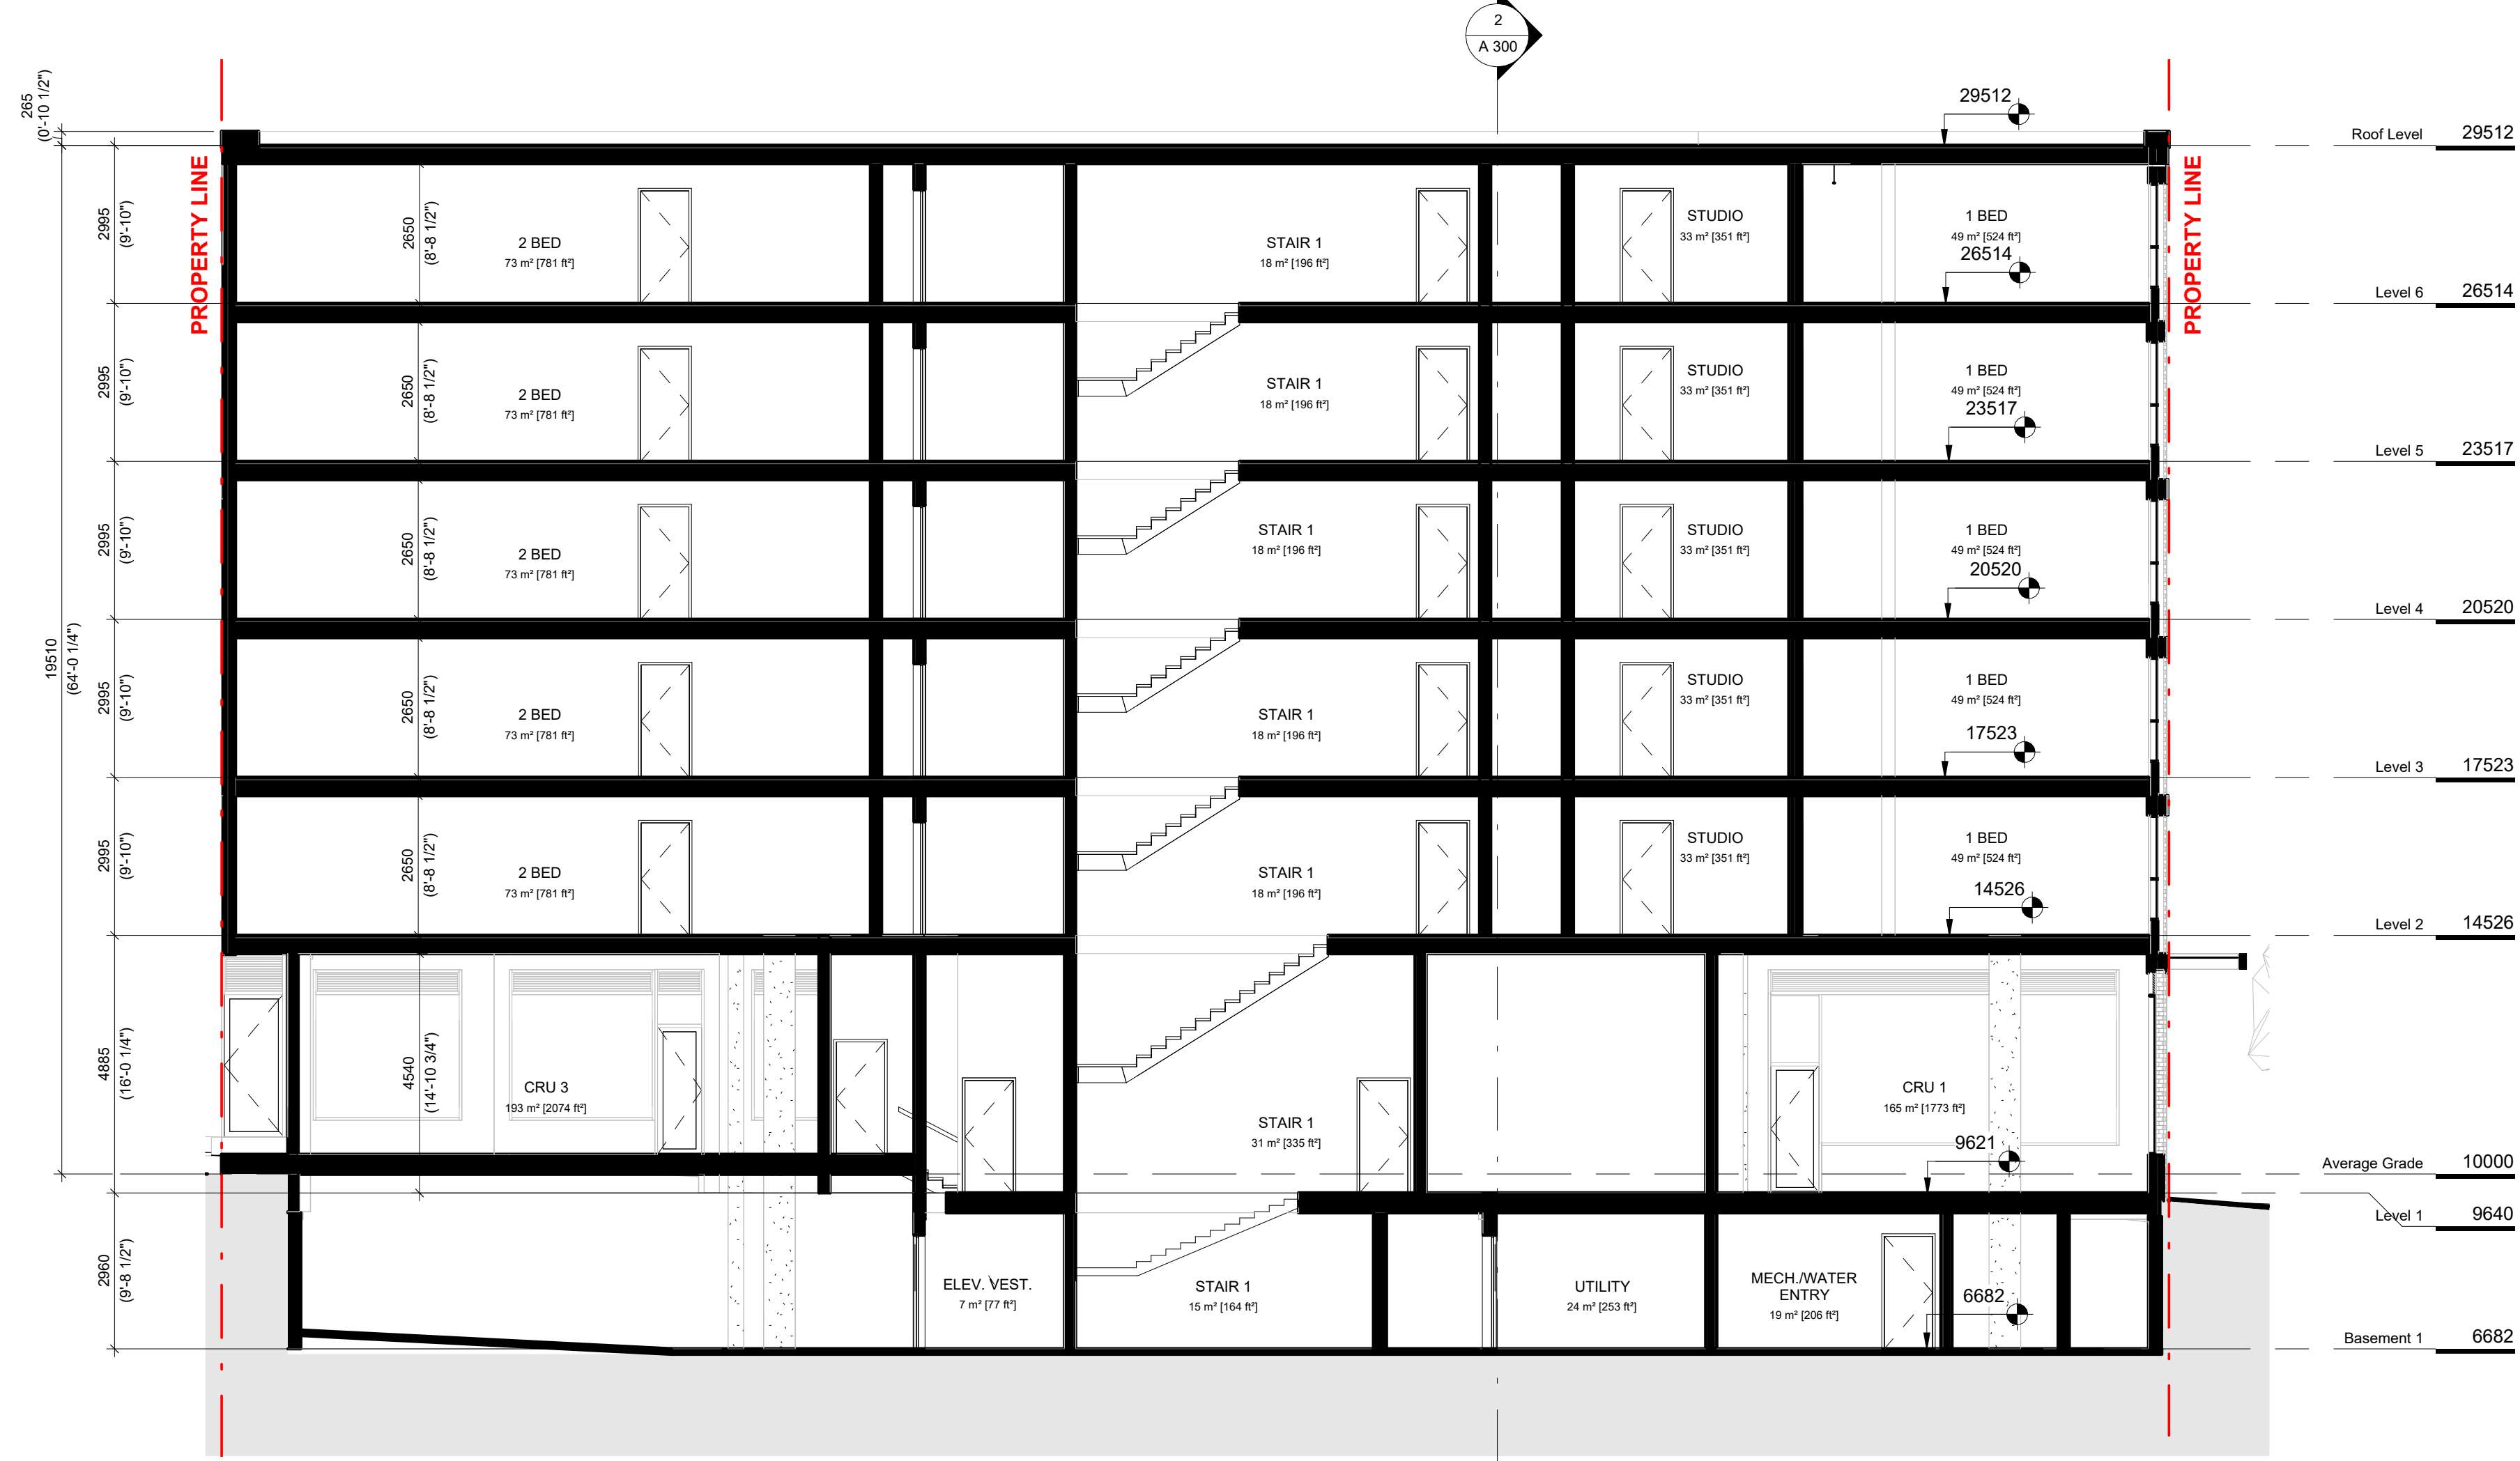 2
A 300
29512
Roof Level 29512
265
(0'-10 1/2")
PROPERTY LINE
PROPERTY LINE
2995
(9'-10")
2650
(8'-8 1/2")
2 BED
73 m² [781 ft²]
STAIR 1
18 m² [196 ft²]
STUDIO
33 m² [351 ft²]
1 BED
49 m² [524 ft²]
26514
Level 6 26514
2995
(9'-10")
2650
(8'-8 1/2")
2 BED
73 m² [781 ft²]
STAIR 1
18 m² [196 ft²]
STUDIO
33 m² [351 ft²]
1 BED
49 m² [524 ft²]
23517
Level 5 23517
2995
(9'-10")
2650
(8'-8 1/2")
2 BED
73 m² [781 ft²]
STAIR 1
18 m² [196 ft²]
STUDIO
33 m² [351 ft²]
1 BED
49 m² [524 ft²]
20520
Level 4 20520
19510
(64'-0 1/4")
2995
(9'-10")
2650
(8'-8 1/2")
2 BED
73 m² [781 ft²]
STAIR 1
18 m² [196 ft²]
STUDIO
33 m² [351 ft²]
1 BED
49 m² [524 ft²]
17523
Level 3 17523
2995
(9'-10")
2650
(8'-8 1/2")
2 BED
73 m² [781 ft²]
STAIR 1
18 m² [196 ft²]
STUDIO
33 m² [351 ft²]
1 BED
49 m² [524 ft²]
14526
Level 2 14526
4885
(16'-0 1/4")
4540
(14'-10 3/4")
CRU 3
193 m² [2074 ft²]
STAIR 1
31 m² [335 ft²]
CRU 1
165 m² [1773 ft²]
9621
Average Grade 10000
Level 1 9640
2960
(9'-8 1/2")
ELEV. VEST.
7 m² [77 ft²]
STAIR 1
15 m² [164 ft²]
UTILITY
24 m² [253 ft²]
MECH./WATER
ENTRY
19 m² [206 ft²]
6682
Basement 1 6682